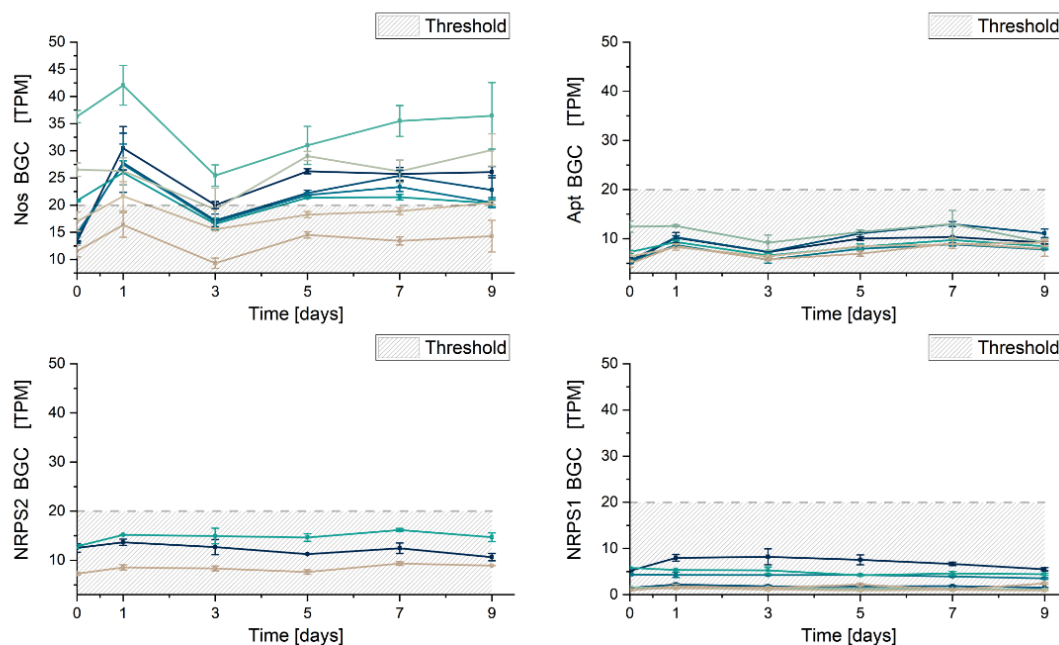 Threshold
Nos BGC [TPM]
50
45
40
35
30
25
20
15
10
0 1 3 5 7 9
Time [days]
Threshold
Apt BGC [TPM]
50
40
30
20
10
0 1 3 5 7 9
Time [days]
Threshold
NRPS2 BGC [TPM]
50
40
30
20
10
0 1 3 5 7 9
Time [days]
Threshold
NRPS1 BGC [TPM]
50
40
30
20
10
0
0 1 3 5 7 9
Time [days]